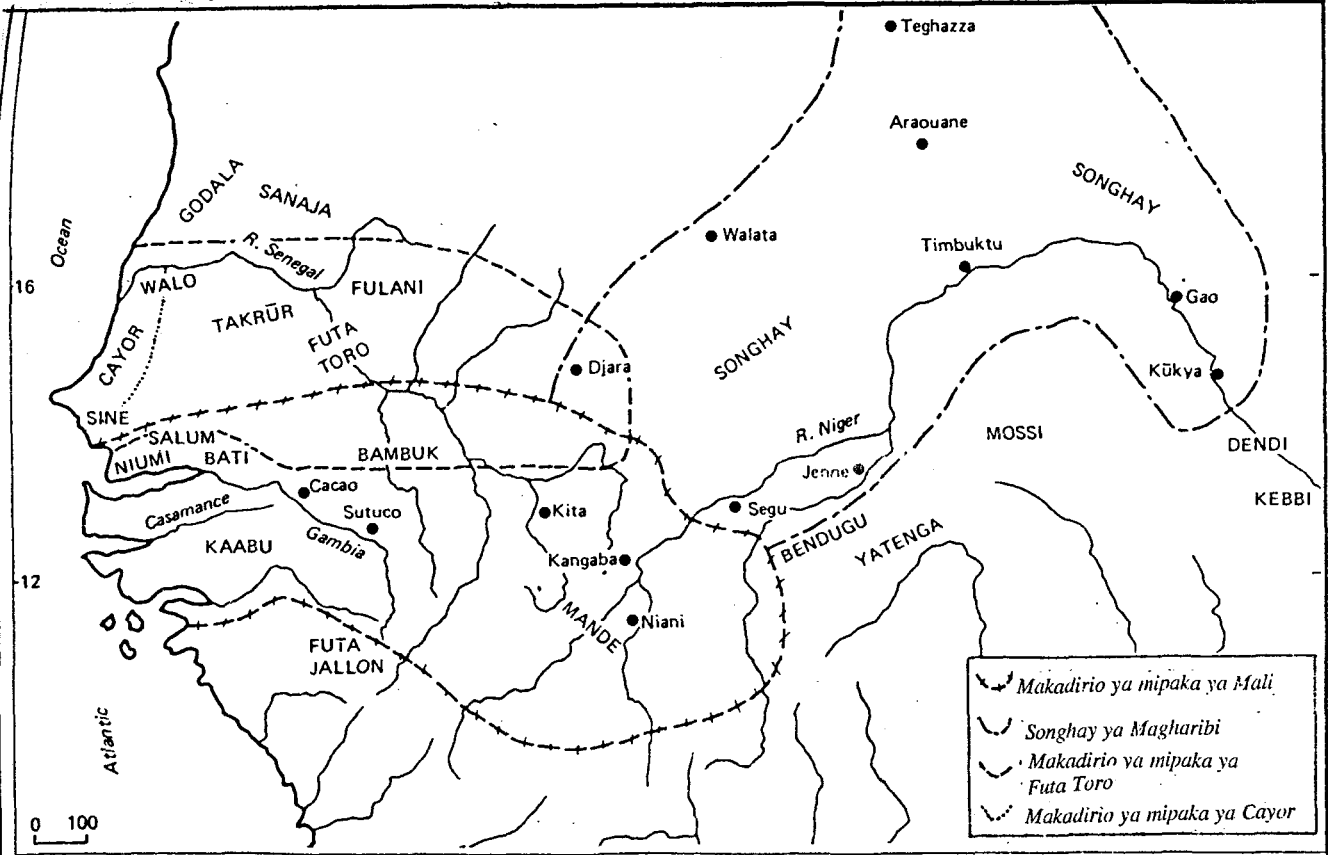 Teghazza
Araouane
SONGHAY
GODALA
SANAJA
Ocean
R. Senegal
Walata
Timbuktu
16
WALO
FULANI
Gao
TAKRŪR
CAYOR
FUTA
TORO
SONGHAY
Djara
Kūkya
SINE
SALUM
NIUMI
BATI
BAMBUK
R. Niger
MOSSI
DENDI
Jenne
KEBBI
Cacao
Casamance
Sutuco
Kita
Segu
KAABU
Gambia
BENDUGU
YATENGA
Kangaba
12
MANDE
Niani
FUTA
JALLON
Atlantic
0 100
Makadirio ya mipaka ya Mali
Songhay ya Magharibi
Makadirio ya mipaka ya
Futa Toro
Makadirio ya mipaka ya Cayor